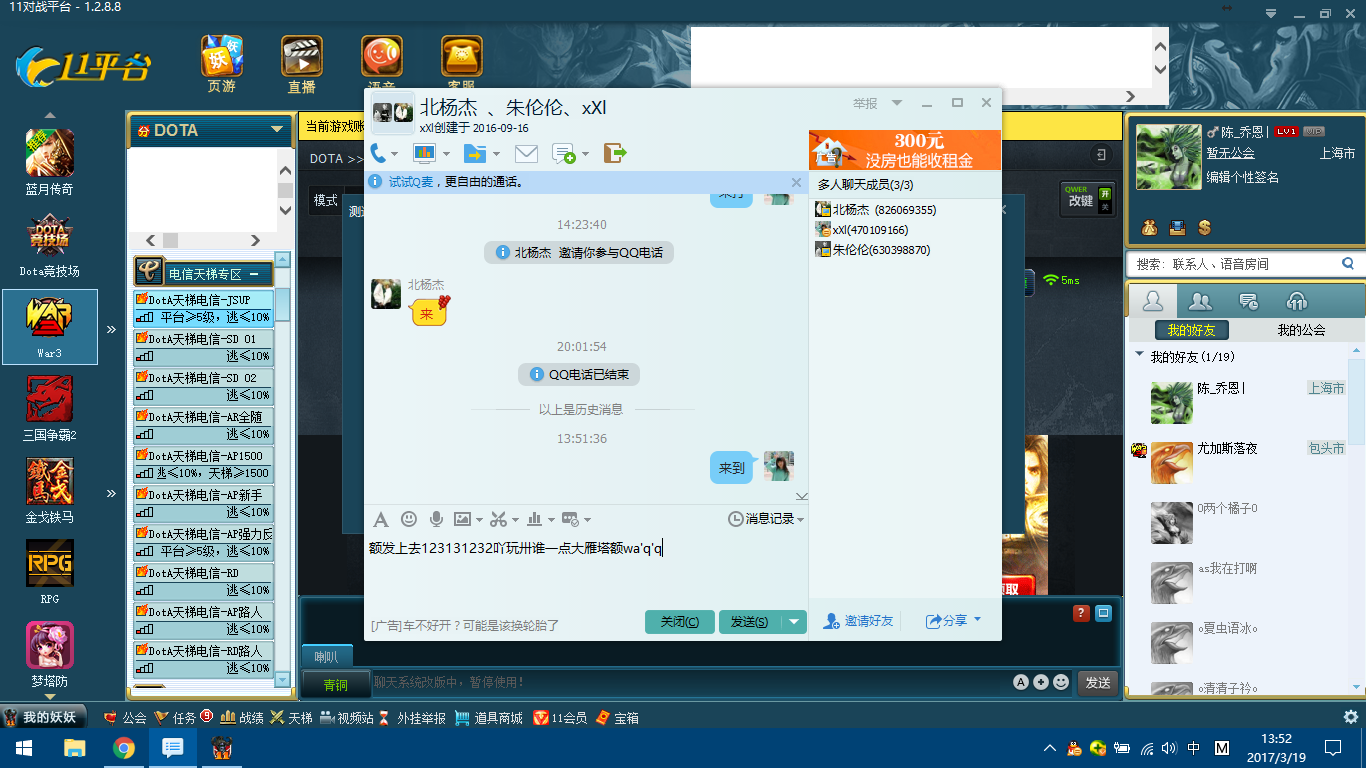 11对战平台 - 1.2.8.8
11平台
页游
直播
语音
客服
蓝月传奇
DOTA竞技场
Dota竞技场
War3
三国争霸2
金戈铁马
RPG
RPG
梦塔防
DOTA
电信天梯专区
DotA天梯电信-JSUP
平台≥5级，逃≤10%
DotA天梯电信-SD 01
逃≤10%
DotA天梯电信-SD 02
逃≤10%
DotA天梯电信-AR全随
逃≤10%
DotA天梯电信-AP1500
逃≤10%，天梯≥1500
DotA天梯电信-AP新手
逃≤10%
DotA天梯电信-AP强力反
平台≥5级，逃≤10%
DotA天梯电信-RD
逃≤10%
DotA天梯电信-AP路人
逃≤10%
DotA天梯电信-RD路人
逃≤10%
当前游戏账
DOTA >>
模式
北杨杰 、朱伦伦、xXl
xXl创建于 2016-09-16
举报
试试Q麦，更自由的通话。
14:23:40
北杨杰 邀请你参与QQ电话
北杨杰
来
20:01:54
QQ电话已结束
以上是历史消息
13:51:36
来到
消息记录
额发上去123131232吖玩卅谁一点大雁塔额wa'q'q
[广告]车不好开？可能是该换轮胎了
关闭(C)
发送(S)
300元
没房也能收租金
广告
多人聊天成员(3/3)
北杨杰 (826069355)
xXl(470109166)
朱伦伦(630398870)
邀请好友
分享
QWER
改键
开
关
5ms
喇叭
青铜
聊天系统改版中，暂停使用！
发送
陈_乔恩| LV1 VIP
暂无公会
上海市
编辑个性签名
搜索：联系人、语音房间
我的好友
我的公会
我的好友(1/19)
陈_乔恩|
上海市
尤加斯落夜
包头市
0两个橘子0
as我在打啊
o夏虫语冰o
o清清子衿o
我的妖妖
公会
任务
9
战绩
天梯
视频站
外挂举报
道具商城
11会员
宝箱
中
M
13:52
2017/3/19